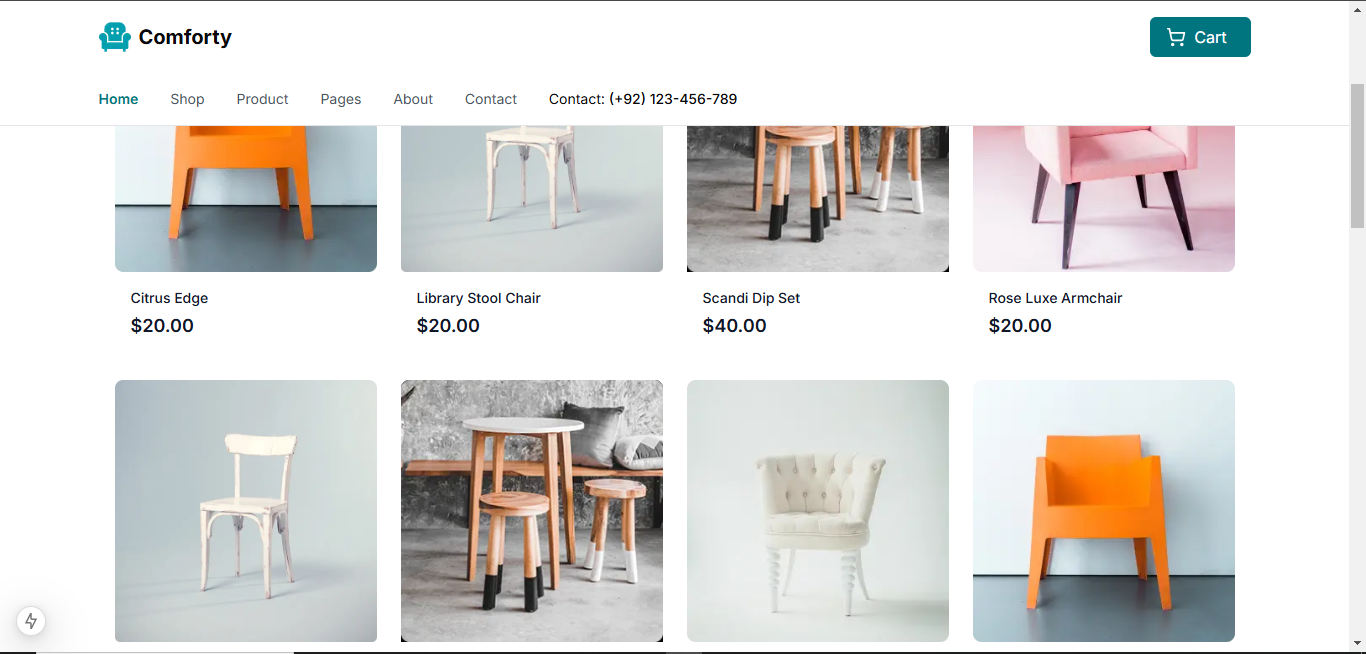 Comforty
Cart
Home Shop Product Pages About Contact Contact: (+92) 123-456-789
Citrus Edge Library Stool Chair Scandi Dip Set Rose Luxe Armchair
$20.00 $20.00 $40.00 $20.00